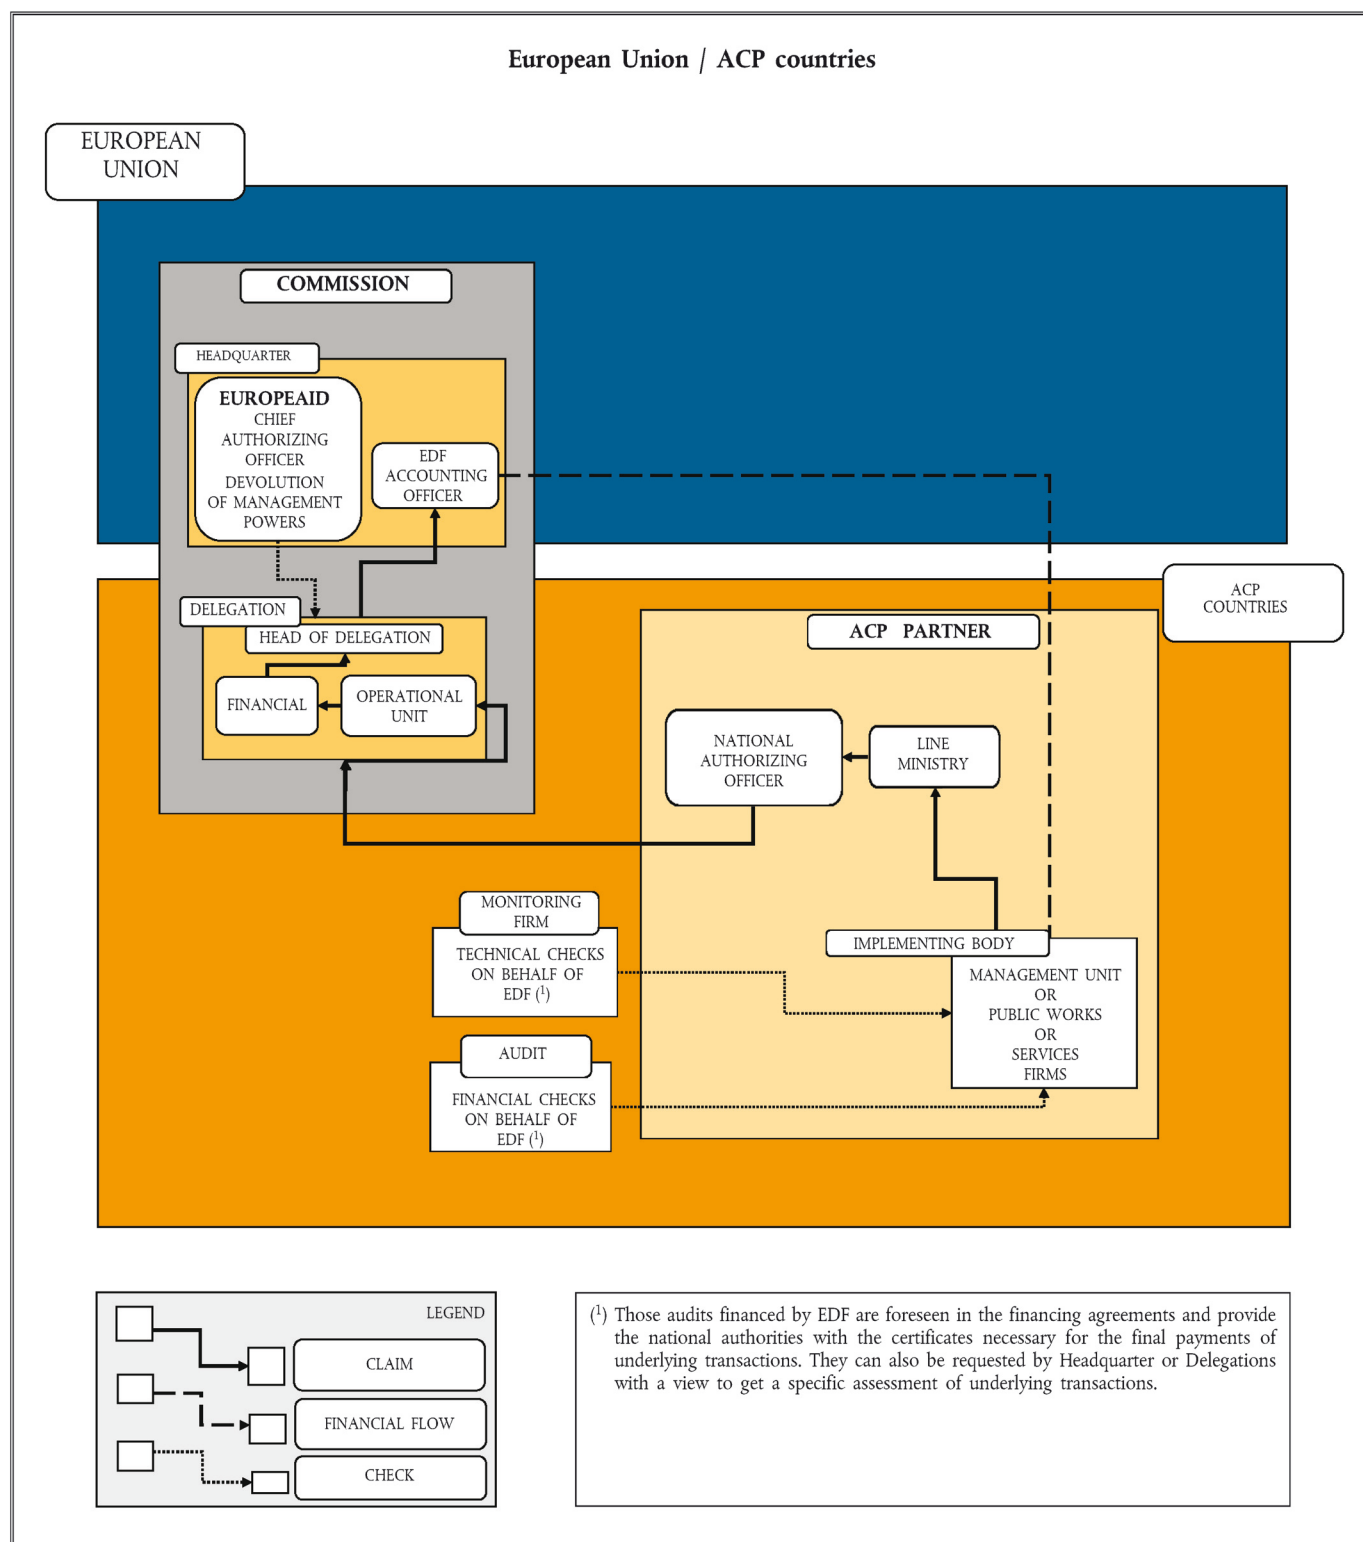 European Union / ACP countries
EUROPEAN
UNION
COMMISSION
HEADQUARTER
EUROPEAID
CHIEF
AUTHORIZING
OFFICER
DEVOLUTION
OF MANAGEMENT
POWERS
EDF
ACCOUNTING
OFFICER
ACP
COUNTRIES
DELEGATION
HEAD OF DELEGATION
FINANCIAL
OPERATIONAL
UNIT
ACP PARTNER
NATIONAL
AUTHORIZING
OFFICER
LINE
MINISTRY
MONITORING
FIRM
TECHNICAL CHECKS
ON BEHALF OF
EDF (1)
IMPLEMENTING BODY
MANAGEMENT UNIT
OR
PUBLIC WORKS
OR
SERVICES
FIRMS
AUDIT
FINANCIAL CHECKS
ON BEHALF OF
EDF (1)
LEGEND
CLAIM
FINANCIAL FLOW
CHECK
(1) Those audits financed by EDF are foreseen in the financing agreements and provide
the national authorities with the certificates necessary for the final payments of
underlying transactions. They can also be requested by Headquarter or Delegations
with a view to get a specific assessment of underlying transactions.